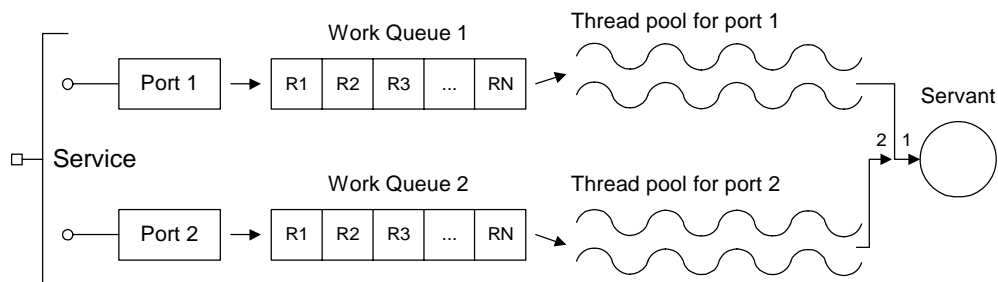 Work Queue 1
Thread pool for port 1
Port 1
R1 R2 R3 ... RN
Servant
2 1
Service
Work Queue 2
Thread pool for port 2
Port 2
R1 R2 R3 ... RN